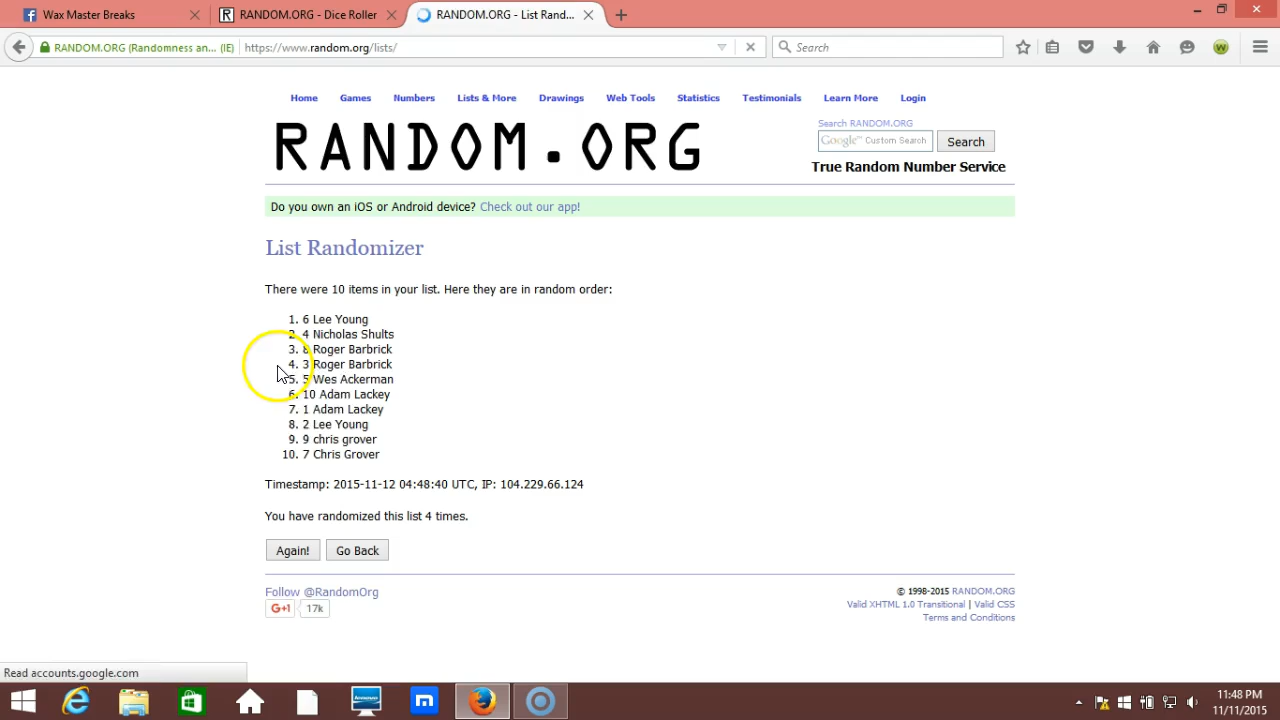 Wax Master Breaks
RANDOM.ORG - Dice Roller
RANDOM.ORG - List Rand...
RANDOM.ORG (Randomness an... (IE)
https://www.random.org/lists/
Search
Home Games Numbers Lists & More Drawings Web Tools Statistics Testimonials Learn More Login
RANDOM.ORG
Search RANDOM.ORG
Google™ Custom Search
Search
True Random Number Service
Do you own an iOS or Android device? Check out our app!
List Randomizer
There were 10 items in your list. Here they are in random order:
1. 6 Lee Young
2. 4 Nicholas Shults
3. 8 Roger Barbrick
4. 3 Roger Barbrick
5. 5 Wes Ackerman
6. 10 Adam Lackey
7. 1 Adam Lackey
8. 2 Lee Young
9. 9 chris grover
10. 7 Chris Grover
Timestamp: 2015-11-12 04:48:40 UTC, IP: 104.229.66.124
You have randomized this list 4 times.
Again! Go Back
Follow @RandomOrg
G+1 17k
© 1998-2015 RANDOM.ORG
Valid XHTML 1.0 Transitional | Valid CSS
Terms and Conditions
Read accounts.google.com
11:48 PM
11/11/2015